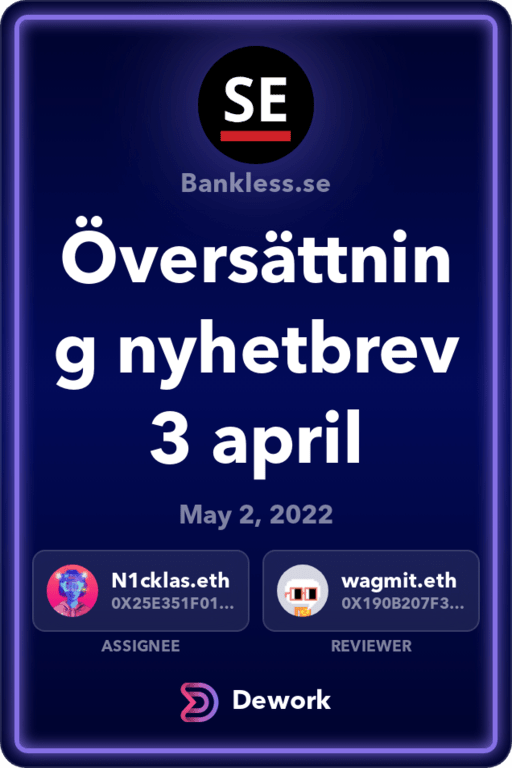 SE
Bankless.se
Översättnin
g nyhetbrev
3 april
May 2, 2022
N1cklas.eth
0X25E351F01...
ASSIGNEE
wagmit.eth
0X190B207F3...
REVIEWER
Dework